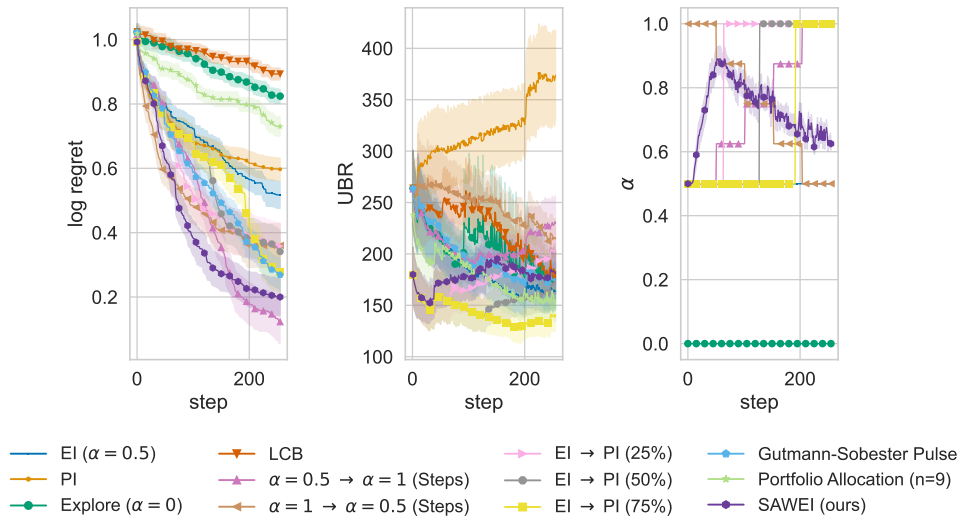 1.0
0.8
0.6
0.4
0.2
0
200
step
log regret
400
350
300
250
200
150
100
0
200
step
UBR
1.0
0.8
0.6
0.4
0.2
0.0
0
200
step
α
EI (α = 0.5)
PI
Explore (α = 0)
LCB
α = 0.5 → α = 1 (Steps)
α = 1 → α = 0.5 (Steps)
EI → PI (25%)
EI → PI (50%)
EI → PI (75%)
Gutmann-Sobester Pulse
Portfolio Allocation (n=9)
SAWEI (ours)